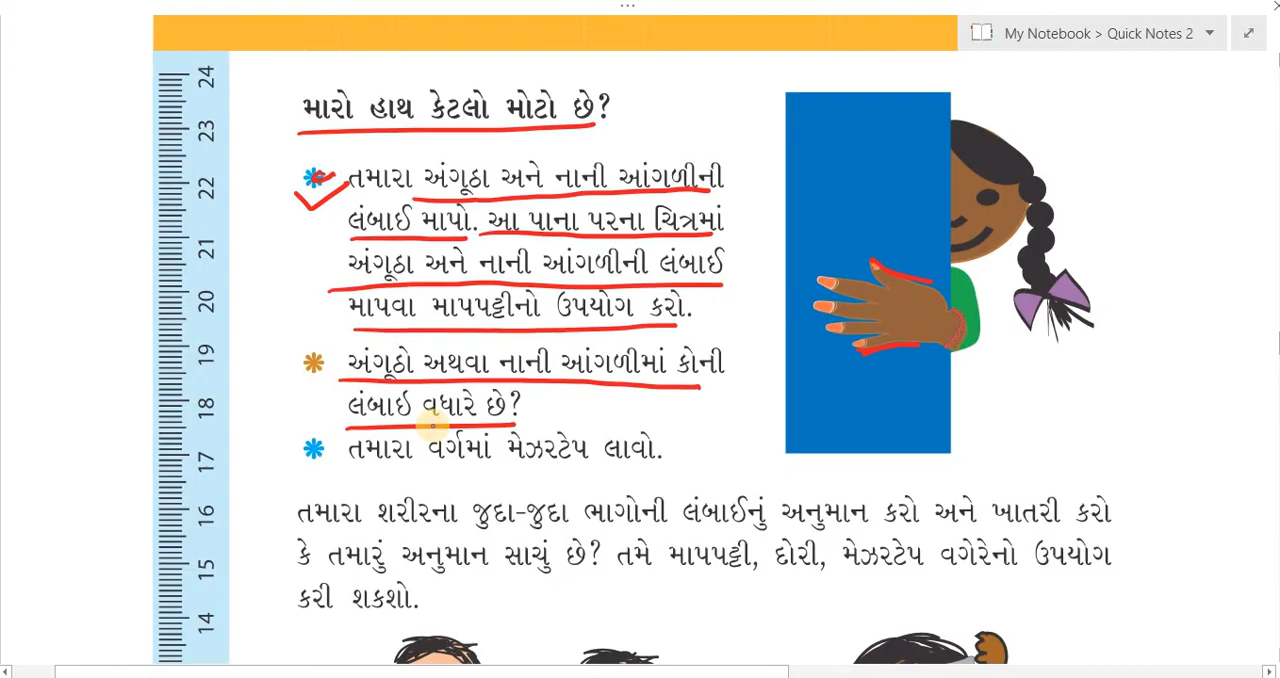 My Notebook > Quick Notes 2
મારો હાથ કેટલો મોટો છે?
તમારા અંગૂઠા અને નાની આંગળીની
લંબાઈ માપો. આ પાના પરના ચિત્રમાં
અંગૂઠા અને નાની આંગળીની લંબાઈ
માપવા માપપટ્ટીનો ઉપયોગ કરો.
અંગૂઠો અથવા નાની આંગળીમાં કોની
લંબાઇ વધારે છે?
તમારા વર્ગમાં મેઝરટેપ લાવો.
તમારા શરીરના જુદા-જુદા ભાગોની લંબાઈનું અનુમાન કરો અને ખાતરી કરો
કે તમારું અનુમાન સાચું છે? તમે માપપટ્ટી, દોરી, મેઝરટેપ વગેરેનો ઉપયોગ
કરી શકશો.
24
23
22
21
20
19
18
17
16
15
14